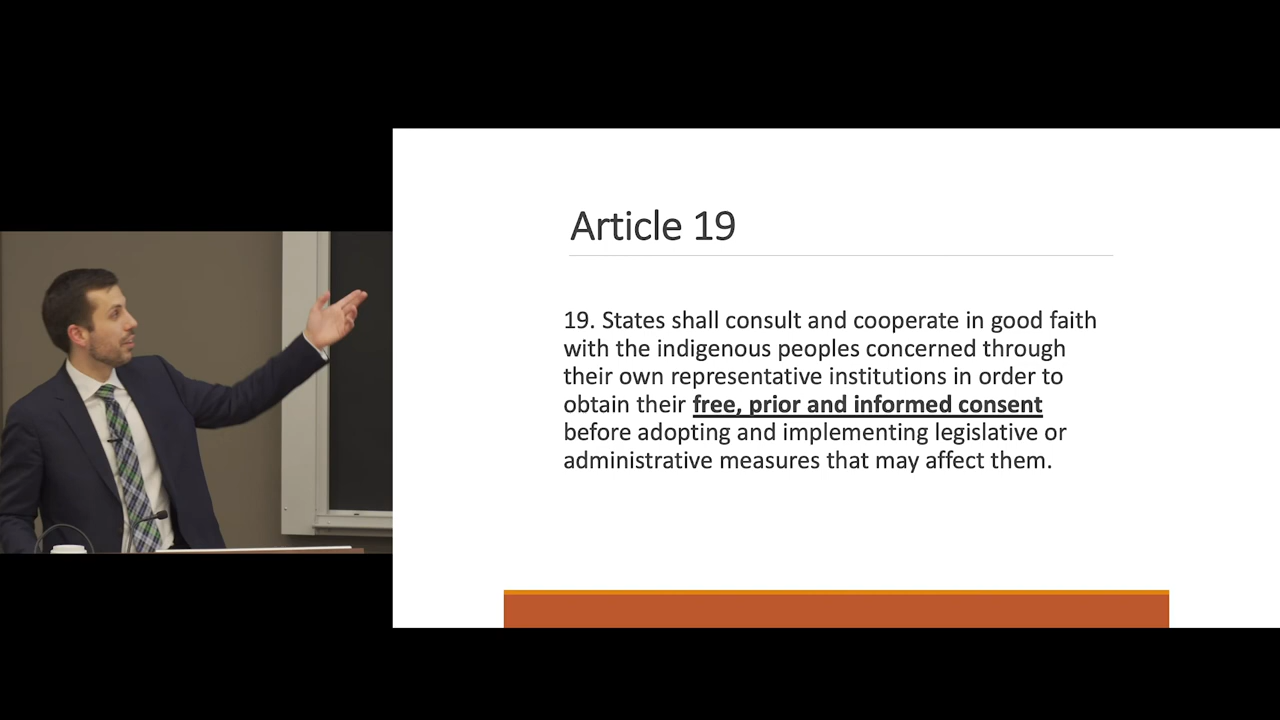 Article 19
19. States shall consult and cooperate in good faith
with the indigenous peoples concerned through
their own representative institutions in order to
obtain their free, prior and informed consent
before adopting and implementing legislative or
administrative measures that may affect them.